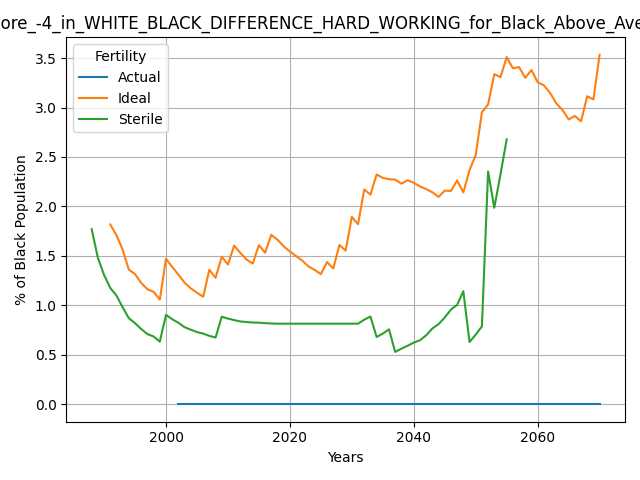 ore_-4_in_WHITE_BLACK_DIFFERENCE_HARD_WORKING_for_Black_Above_Ave
Fertility
Actual
Ideal
Sterile
% of Black Population
3.5
3.0
2.5
2.0
1.5
1.0
0.5
0.0
2000
2020
2040
2060
Years